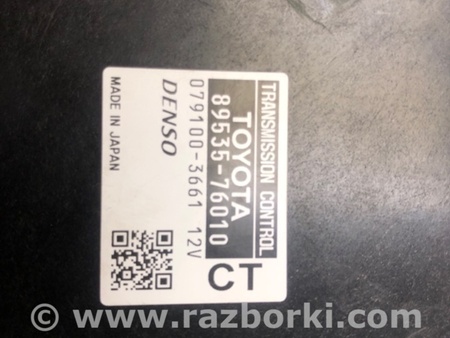 TRANSMISSION CONTROL
TOYOTA
89535-76010
079100-3661 12V
DENSO
MADE IN JAPAN
CT
© www.razborki.com